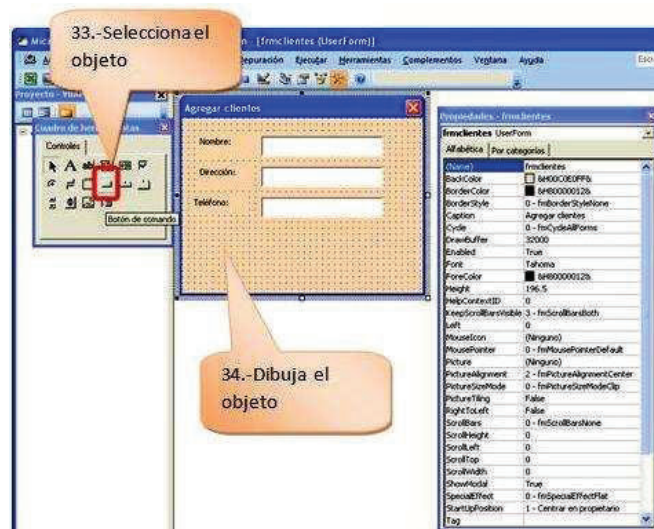 33.-Selecciona el
objeto
[frmclientes (UserForm)]
Depuración Ejecutar Herramientas Complementos Ventana Ayuda
Proyecto
Cuadro de
Controles
Botón de comando
Agregar clientes
Nombre:
Dirección:
Teléfono:
34.-Dibuja el
objeto
Propiedades - frmclientes
frmclientes UserForm
Alfabética Por categorías
(Name) frmclientes
BackColor &H00C0E0FF&
BorderColor &H80000012&
BorderStyle 0 - fmBorderStyleNone
Caption Agregar clientes
Cycle 0 - fmCycleAllForms
DrawBuffer 32000
Enabled True
Font Tahoma
ForeColor &H80000012&
Height 196.5
HelpContextID 0
KeepScrollBarsVisible 3 - fmScrollBarsBoth
Left 0
MouseIcon (Ninguno)
MousePointer 0 - fmMousePointerDefault
Picture (Ninguno)
PictureAlignment 2 - fmPictureAlignmentCenter
PictureSizeMode 0 - fmPictureSizeModeClip
PictureTiling False
RightToLeft False
ScrollBars 0 - fmScrollBarsNone
ScrollHeight 0
ScrollLeft 0
ScrollTop 0
ScrollWidth 0
ShowModal True
SpecialEffect 0 - fmSpecialEffectFlat
StartUpPosition 1 - Centrar en propietario
Tag